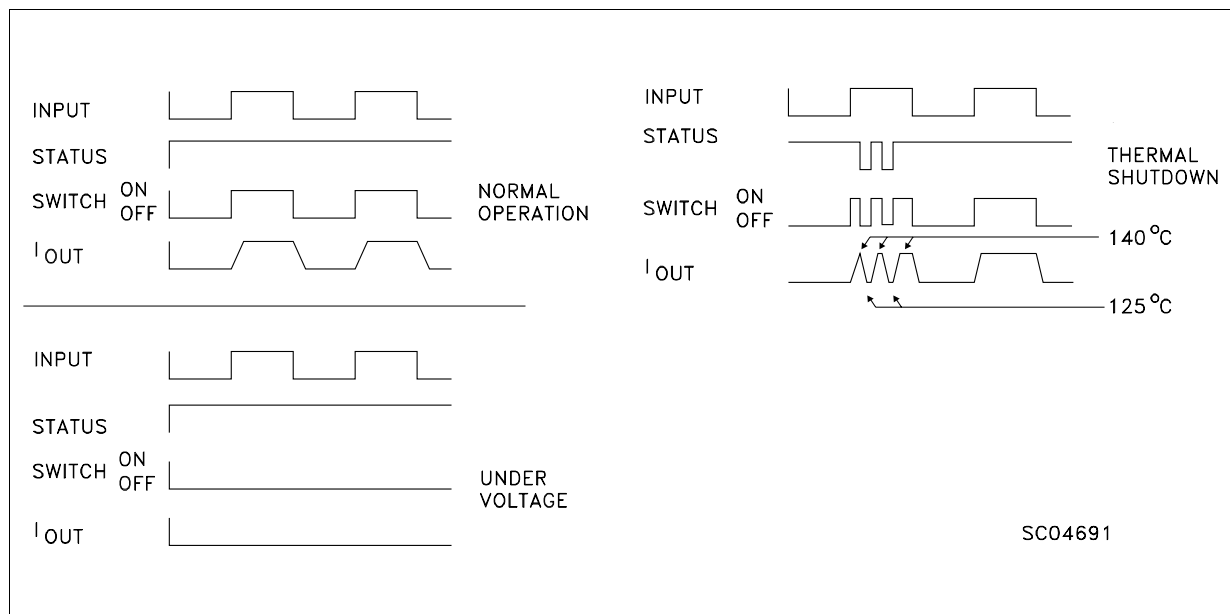 INPUT
STATUS
SWITCH ON
OFF
I OUT
NORMAL
OPERATION
INPUT
STATUS
SWITCH ON
OFF
I OUT
UNDER
VOLTAGE
INPUT
STATUS
SWITCH ON
OFF
I OUT
THERMAL
SHUTDOWN
140°C
125°C
SC04691